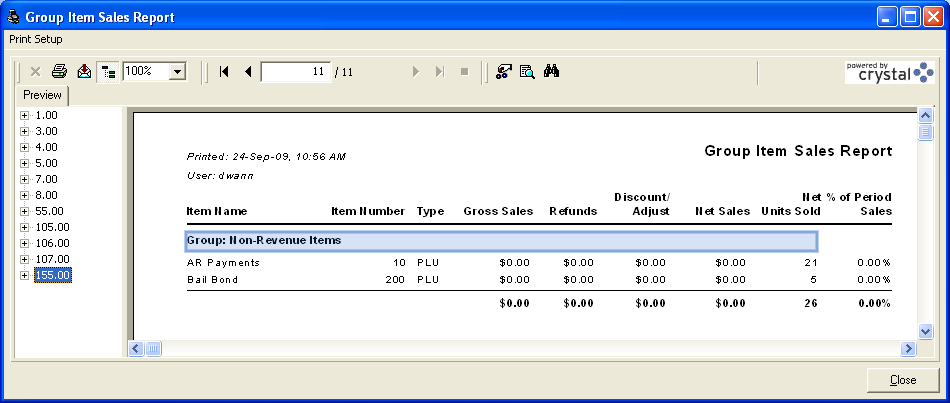 Group Item Sales Report
Print Setup
100%
11 / 11
powered by
crystal
Preview
1.00
3.00
4.00
5.00
7.00
8.00
55.00
105.00
106.00
107.00
155.00
Printed: 24-Sep-09, 10:56 AM
Group Item Sales Report
User: dwann
Discount/ Net % of Period
Item Name Item Number Type Gross Sales Refunds Adjust Net Sales Units Sold Sales
Group: Non-Revenue Items
AR Payments 10 PLU $0.00 $0.00 $0.00 $0.00 21 0.00%
Bail Bond 200 PLU $0.00 $0.00 $0.00 $0.00 5 0.00%
$0.00 $0.00 $0.00 $0.00 26 0.00%
Close